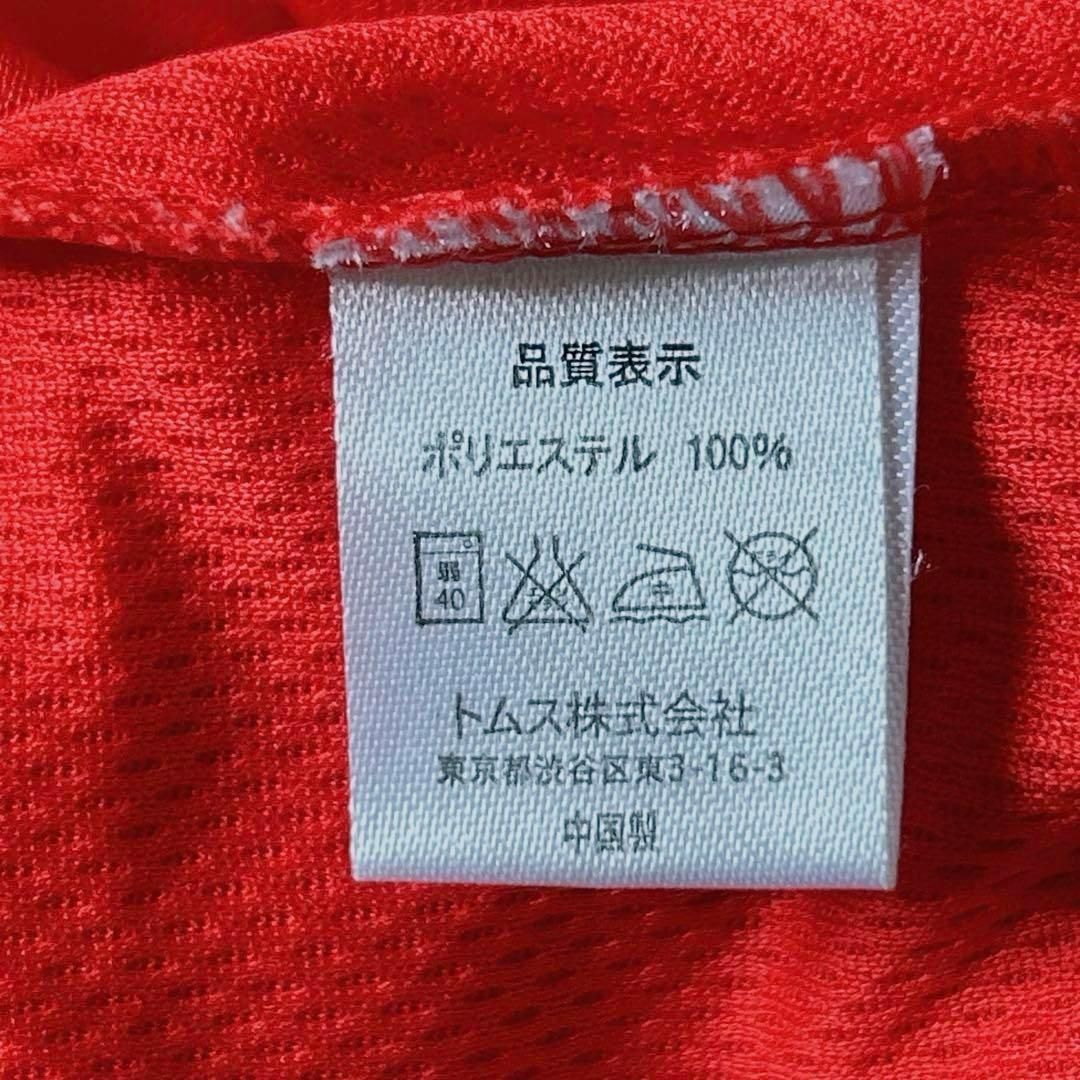 品質表示
ポリエステル 100%
弱
40
中
トムス株式会社
東京都渋谷区東3-16-3
中国製